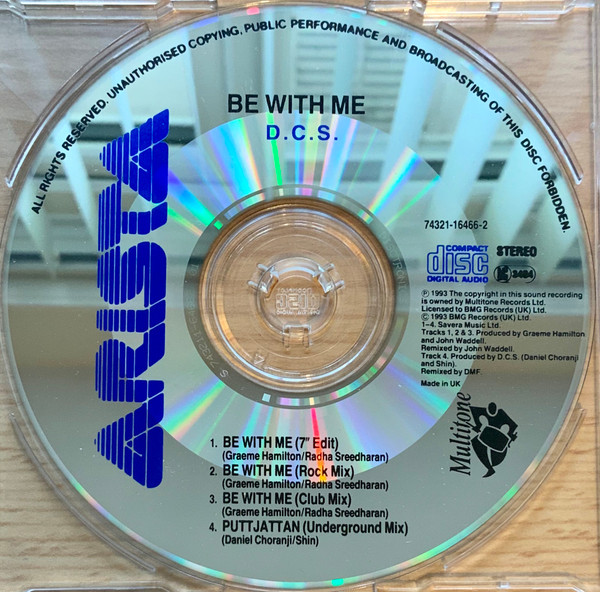 ALL RIGHTS RESERVED. UNAUTHORISED COPYING, PUBLIC PERFORMANCE AND BROADCASTING OF THIS DISC FORBIDDEN.
BE WITH ME
D.C.S.
ARISTA
74321-16466-2
COMPACT
disc
DIGITAL AUDIO
STEREO
3484
℗ 1993 The copyright in this sound recording
is owned by Multitone Records Ltd.
Licensed to BMG Records (UK) Ltd.
© 1993 BMG Records (UK) Ltd.
1–4. Savera Music Ltd.
Tracks 1, 2 & 3. Produced by Graeme Hamilton
and John Waddell.
Remixed by John Waddell.
Track 4. Produced by D.C.S. (Daniel Choranji
and Shin).
Remixed by DMF
Made in UK
Multitone
1. BE WITH ME (7" Edit)
(Graeme Hamilton/Radha Sreedharan)
2. BE WITH ME (Rock Mix)
(Graeme Hamilton/Radha Sreedharan)
3. BE WITH ME (Club Mix)
(Graeme Hamilton/Radha Sreedharan)
4. PUTTJATTAN (Underground Mix)
(Daniel Choranji/Shin)